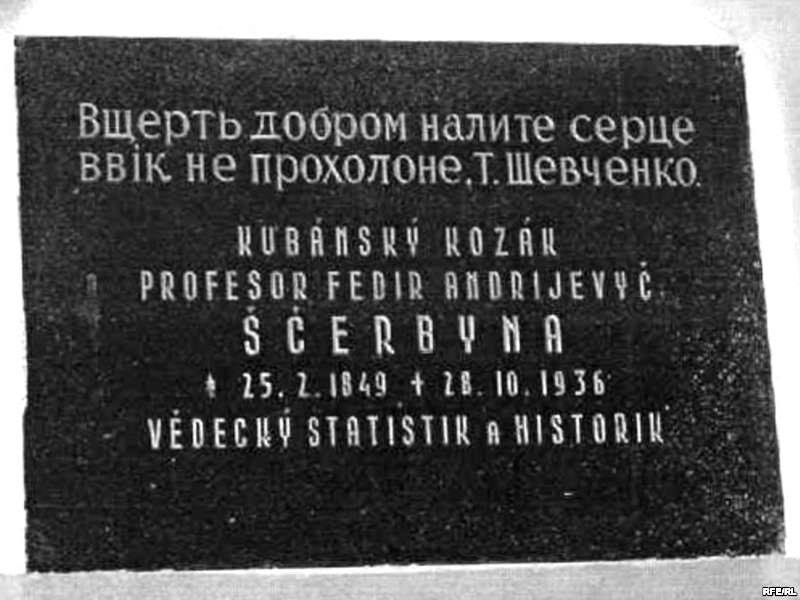 Вщерть добром налите серце
ввік не прохолоне. Т. Шевченко.
KUBÁNSKÝ KOZÁK
PROFESOR FEDIR ANDRIJEVYČ
ŠČERBYNA
* 25. 2. 1849 + 28. 10. 1936
VĚDECKÝ STATISTIK a HISTORIK
RFE/RL